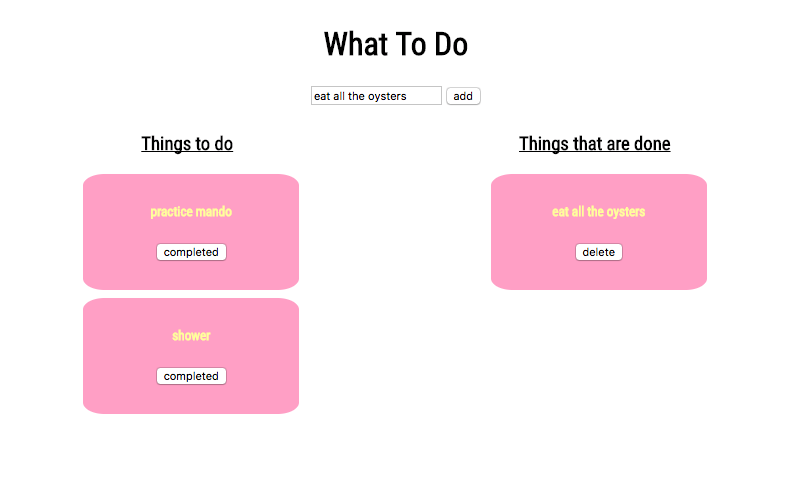 What To Do
eat all the oysters add
Things to do
practice mando
completed
shower
completed
Things that are done
eat all the oysters
delete